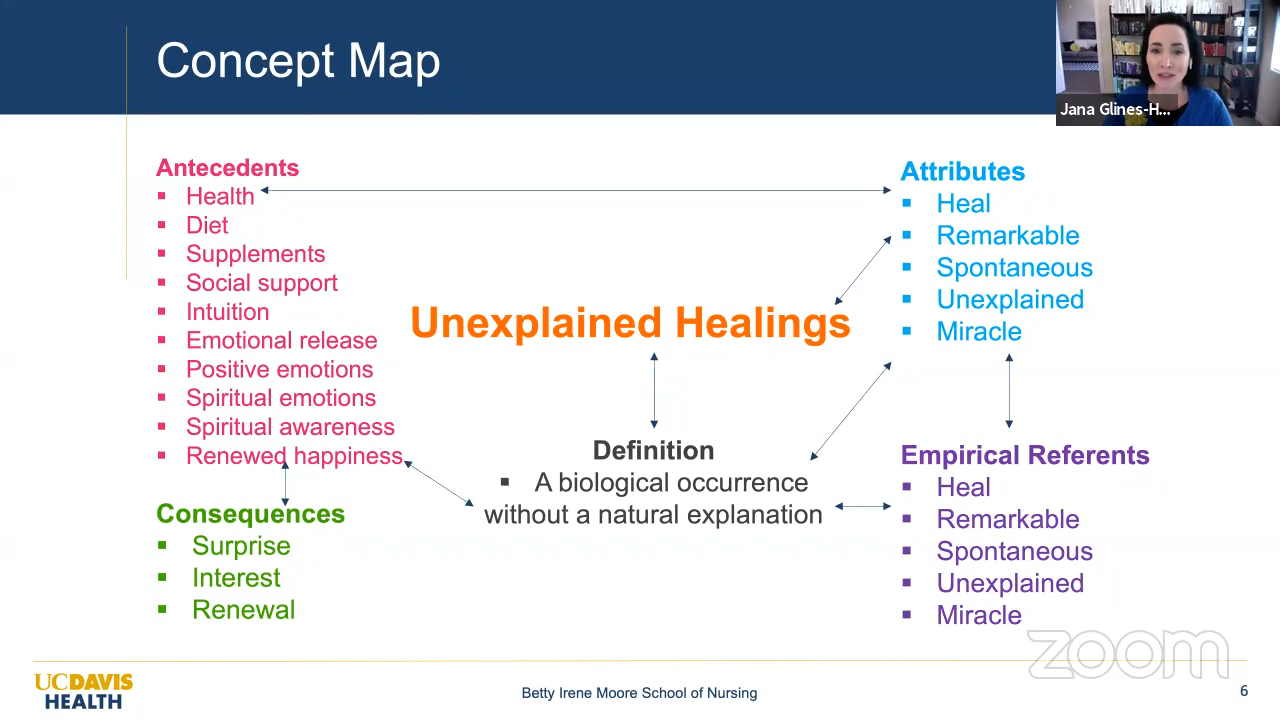 Concept Map
Jana Glines-H...
Antecedents
▪ Health
▪ Diet
▪ Supplements
▪ Social support
▪ Intuition
▪ Emotional release
▪ Positive emotions
▪ Spiritual emotions
▪ Spiritual awareness
▪ Renewed happiness
Consequences
▪ Surprise
▪ Interest
▪ Renewal
Unexplained Healings
Definition
▪ A biological occurrence
without a natural explanation
Attributes
▪ Heal
▪ Remarkable
▪ Spontaneous
▪ Unexplained
▪ Miracle
Empirical Referents
▪ Heal
▪ Remarkable
▪ Spontaneous
▪ Unexplained
▪ Miracle
zoom
UCDAVIS
HEALTH
Betty Irene Moore School of Nursing
6